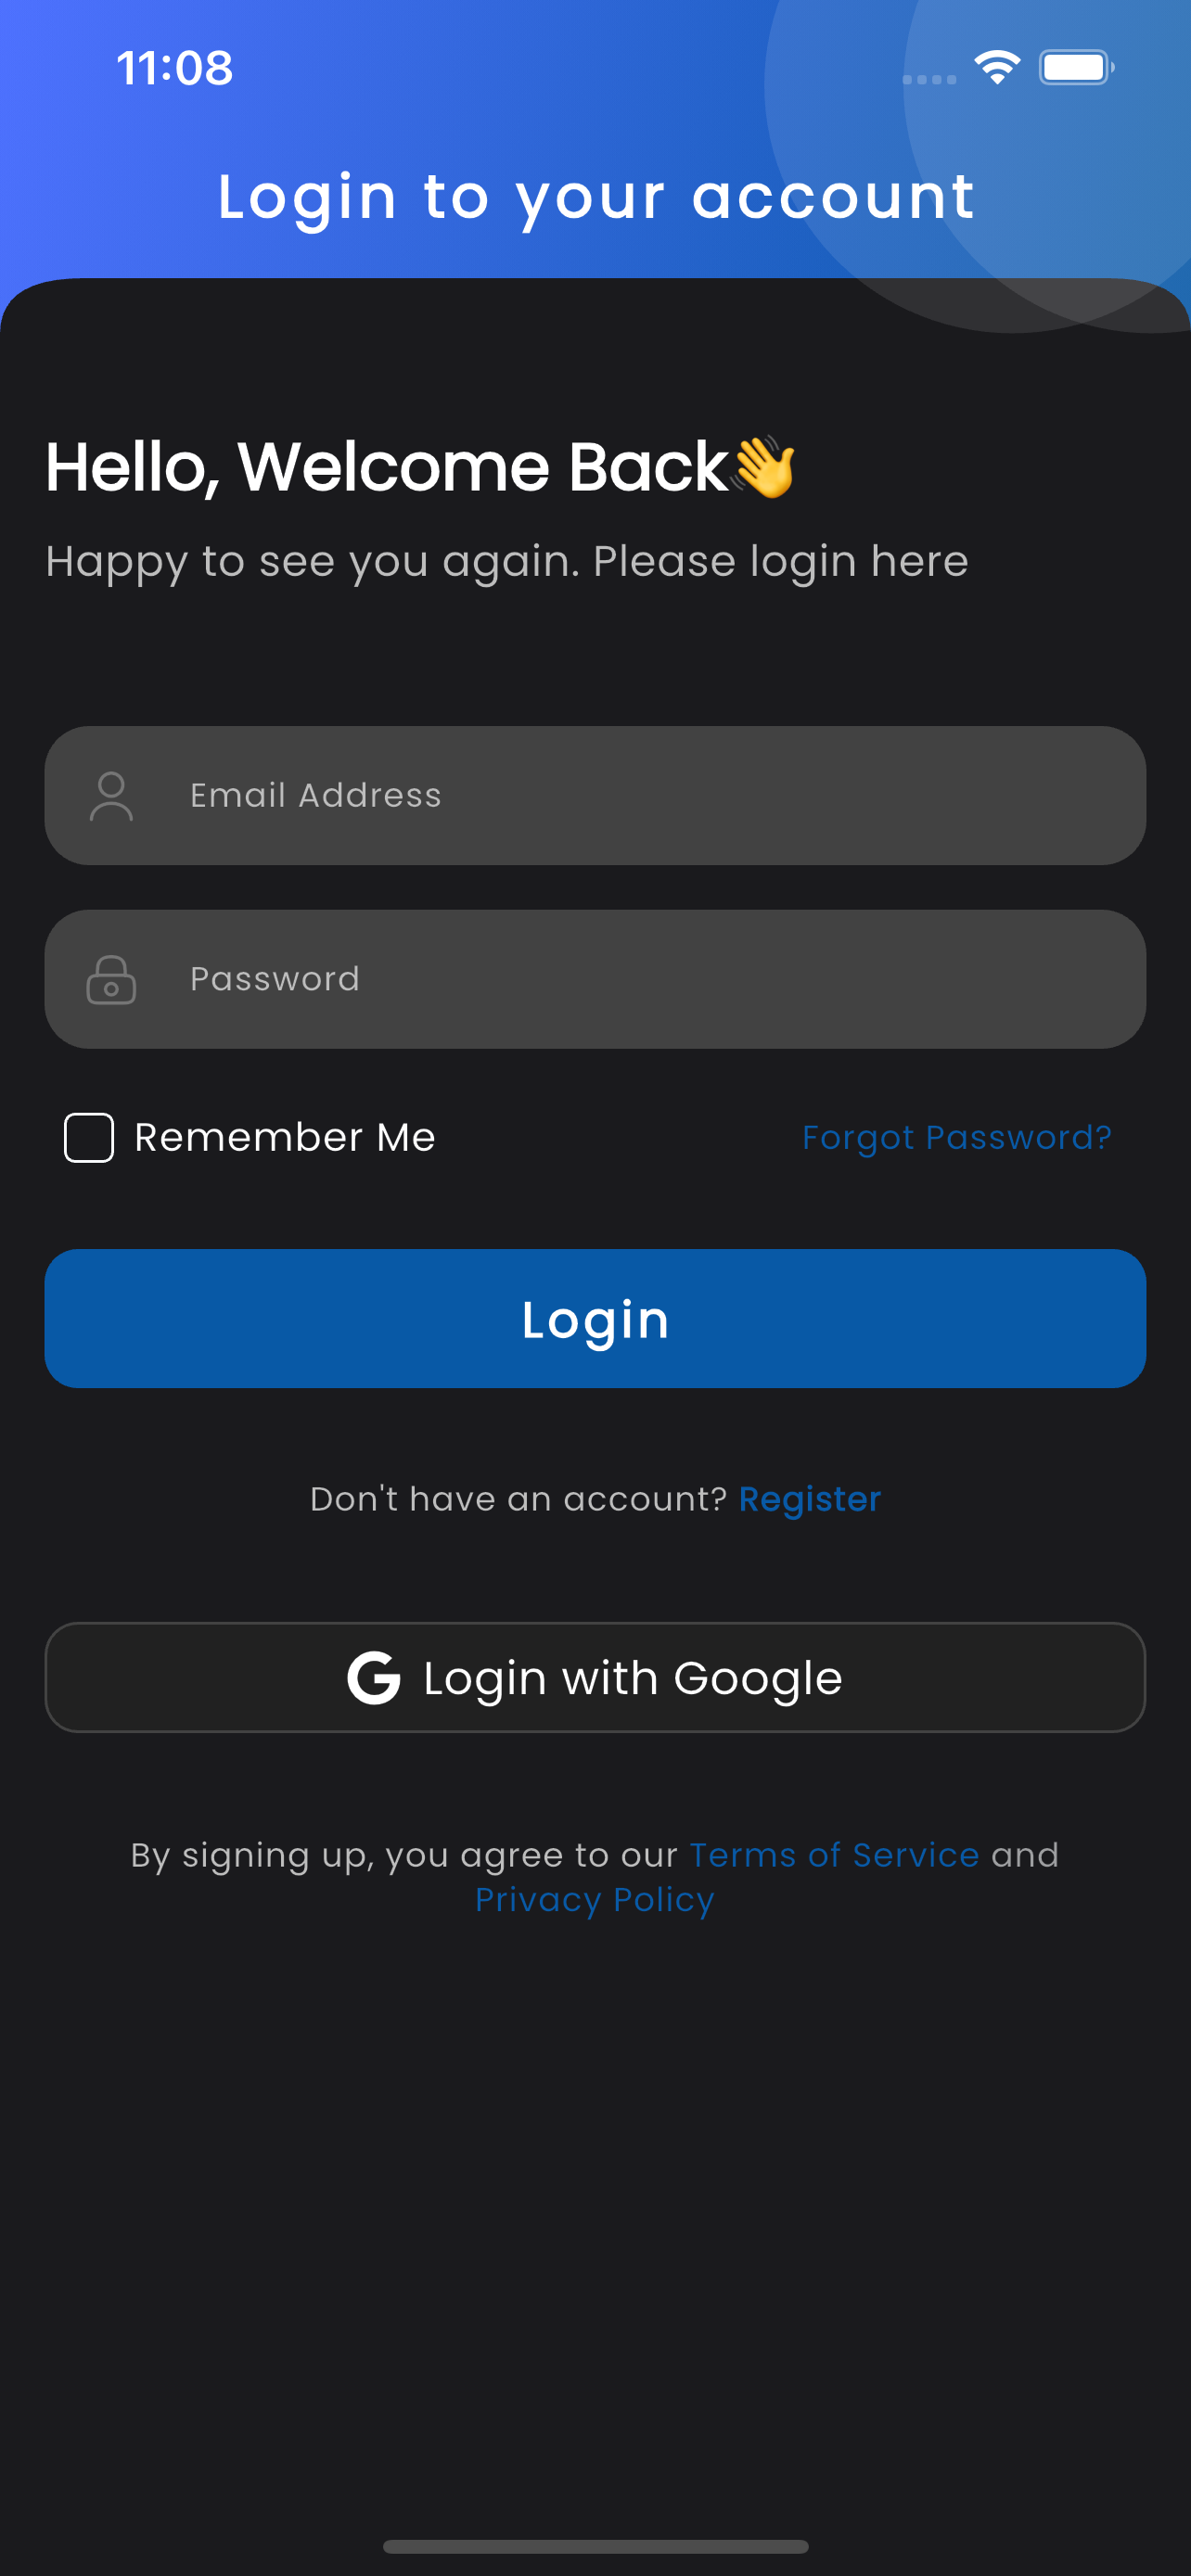 11:08
Login to your account
Hello, Welcome Back👋
Happy to see you again. Please login here
Email Address
Password
Remember Me
Forgot Password?
Login
Don't have an account? Register
Login with Google
By signing up, you agree to our Terms of Service and
Privacy Policy